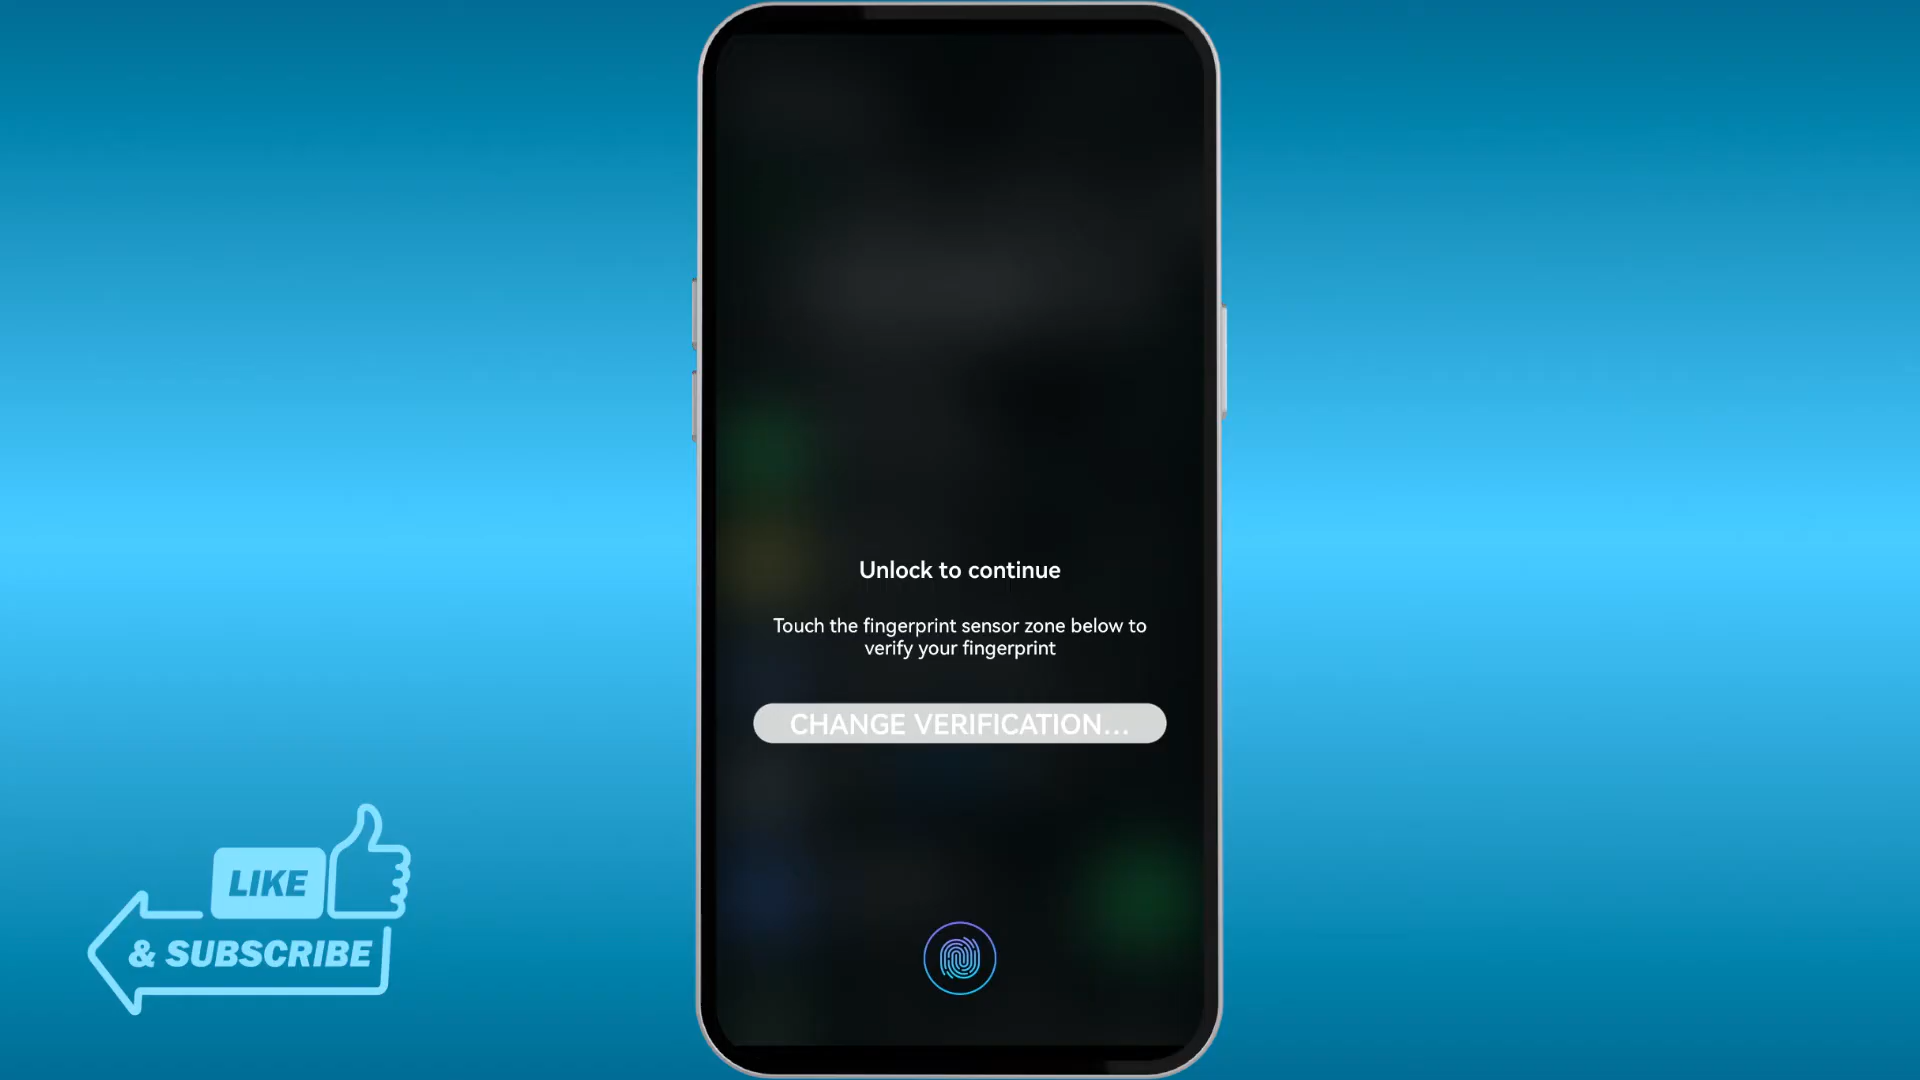 Unlock to continue
Touch the fingerprint sensor zone below to
verify your fingerprint
CHANGE VERIFICATION...
LIKE
& SUBSCRIBE